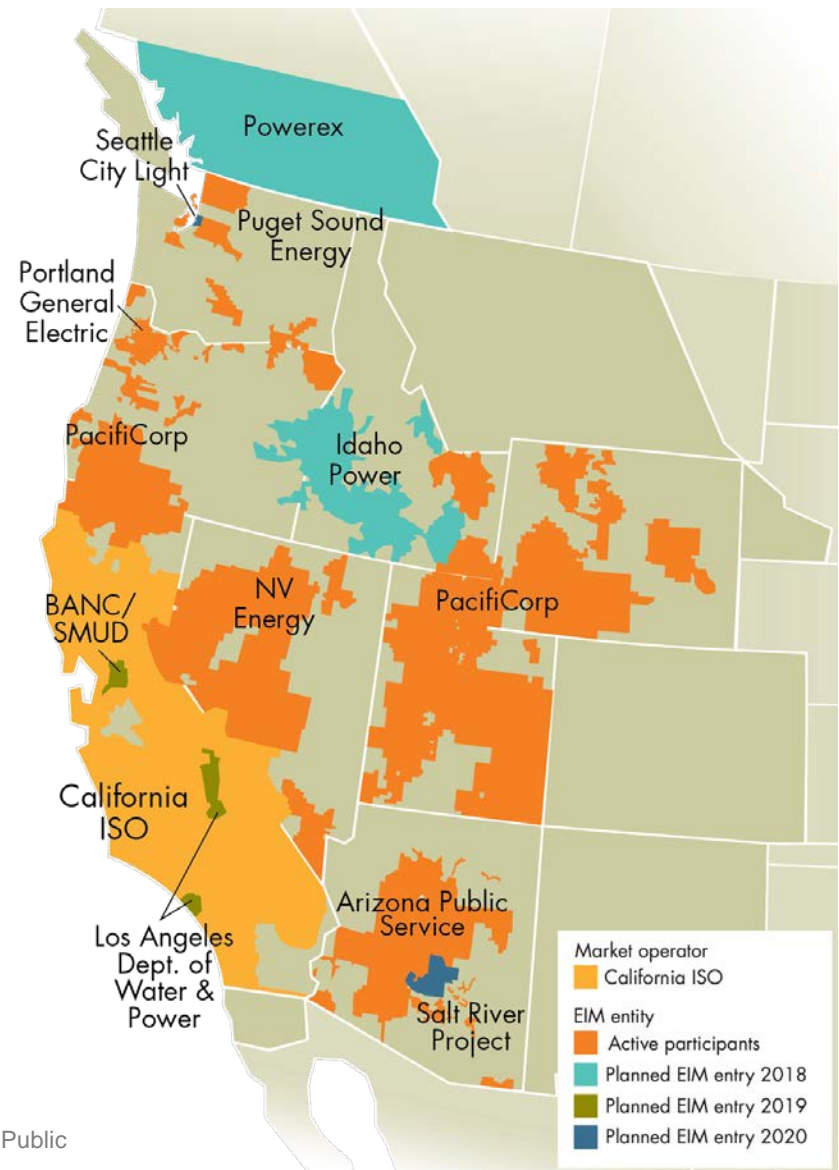 Powerex
Seattle
City Light
Puget Sound
Energy
Portland
General
Electric
PacifiCorp
Idaho
Power
BANC/
SMUD
NV
Energy
PacifiCorp
California
ISO
Arizona Public
Service
Los Angeles
Dept. of
Water &
Power
Salt River
Project
Market operator
California ISO
EIM entity
Active participants
Planned EIM entry 2018
Planned EIM entry 2019
Planned EIM entry 2020
Public